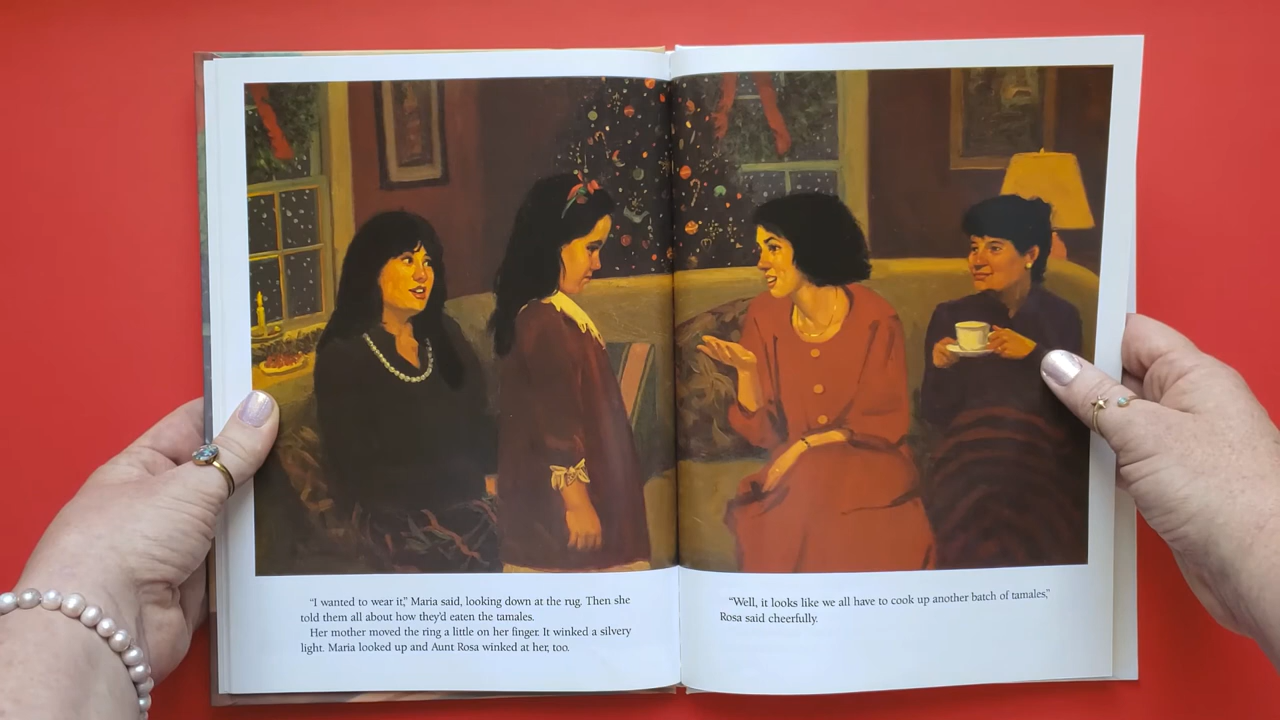 “I wanted to wear it,” Maria said, looking down at the rug. Then she
told them all about how they’d eaten the tamales.
Her mother moved the ring a little on her finger. It winked a silvery
light. Maria looked up and Aunt Rosa winked at her, too.
“Well, it looks like we all have to cook up another batch of tamales,”
Rosa said cheerfully.